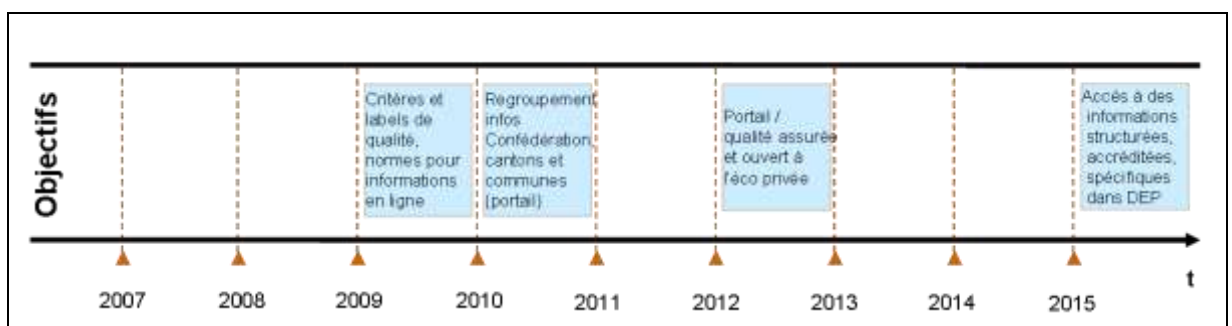 Objectifs
Critères et
labels de
qualité,
normes pour
informations
en ligne
Regroupement
infos
Confédération,
cantons et
communes
(portail)
Portail /
qualité assurée
et ouvert à
l'éco privée
Accès à des
informations
structurées,
accréditées,
spécifiques
dans DEP
t
2007 2008 2009 2010 2011 2012 2013 2014 2015